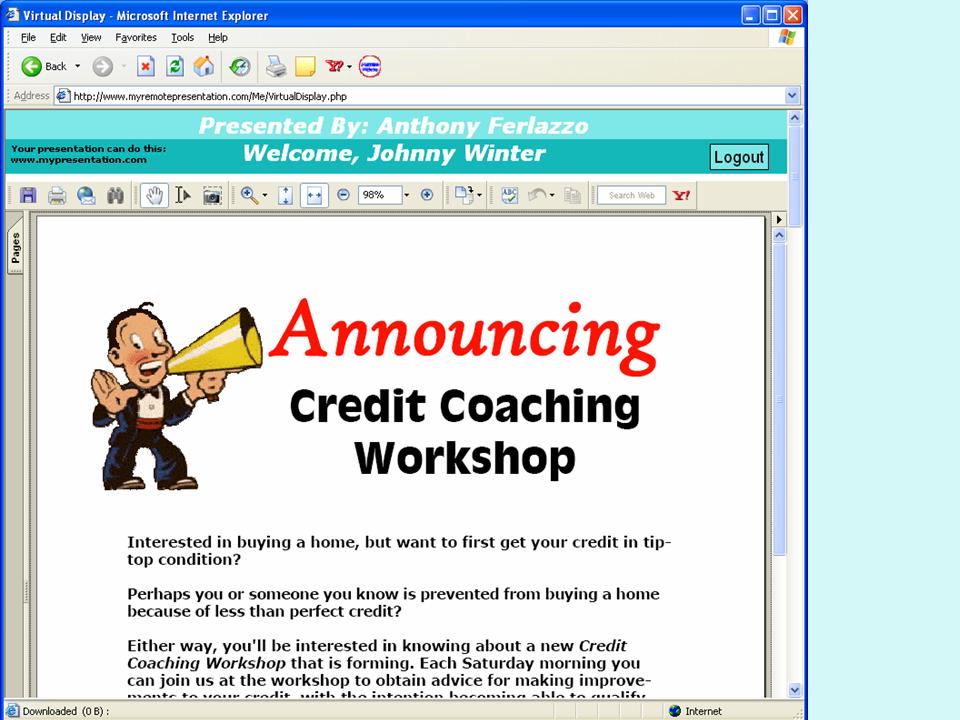 Virtual Display - Microsoft Internet Explorer
File Edit View Favorites Tools Help
Back
Address http://www.myremotepresentation.com/Me/VirtualDisplay.php
Presented By: Anthony Ferlazzo
Your presentation can do this:
www.mypresentation.com
Welcome, Johnny Winter
Logout
98%
ABC
Search Web
Y!
Pages
Announcing
Credit Coaching
Workshop
Interested in buying a home, but want to first get your credit in tip-
top condition?
Perhaps you or someone you know is prevented from buying a home
because of less than perfect credit?
Either way, you'll be interested in knowing about a new Credit
Coaching Workshop that is forming. Each Saturday morning you
can join us at the workshop to obtain advice for making improve-
ments to your credit, with the intention becoming able to qualify
Downloaded (0 B) :
Internet